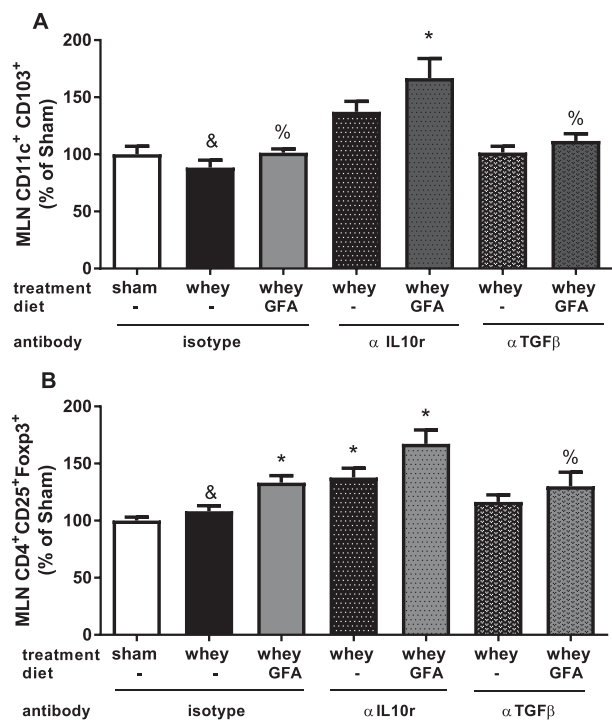 A
MLN CD11c+ CD103+
(% of Sham)
200
150
100
50
0
& % * %
treatment sham whey whey whey whey whey whey
diet - - GFA - GFA - GFA
antibody isotype α IL10r α TGFβ
B
MLN CD4+CD25+Foxp3+
(% of Sham)
200
150
100
50
0
& * * * %
treatment sham whey whey whey whey whey whey
diet - - GFA - GFA - GFA
antibody isotype α IL10r α TGFβ